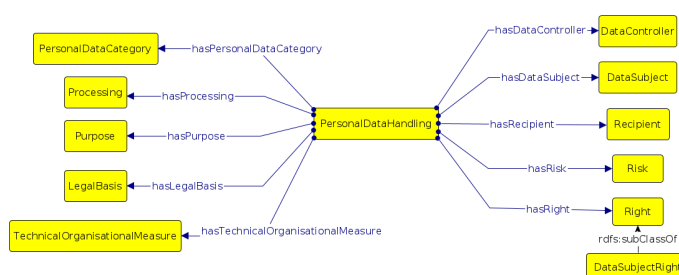 PersonalDataCategory
hasPersonalDataCategory
hasDataController
DataController
Processing
hasProcessing
hasDataSubject
DataSubject
PersonalDataHandling
Purpose
hasPurpose
hasRecipient
Recipient
LegalBasis
hasLegalBasis
hasRisk
Risk
hasRight
Right
TechnicalOrganisationalMeasure
hasTechnicalOrganisationalMeasure
rdfs:subClassOf
DataSubjectRight